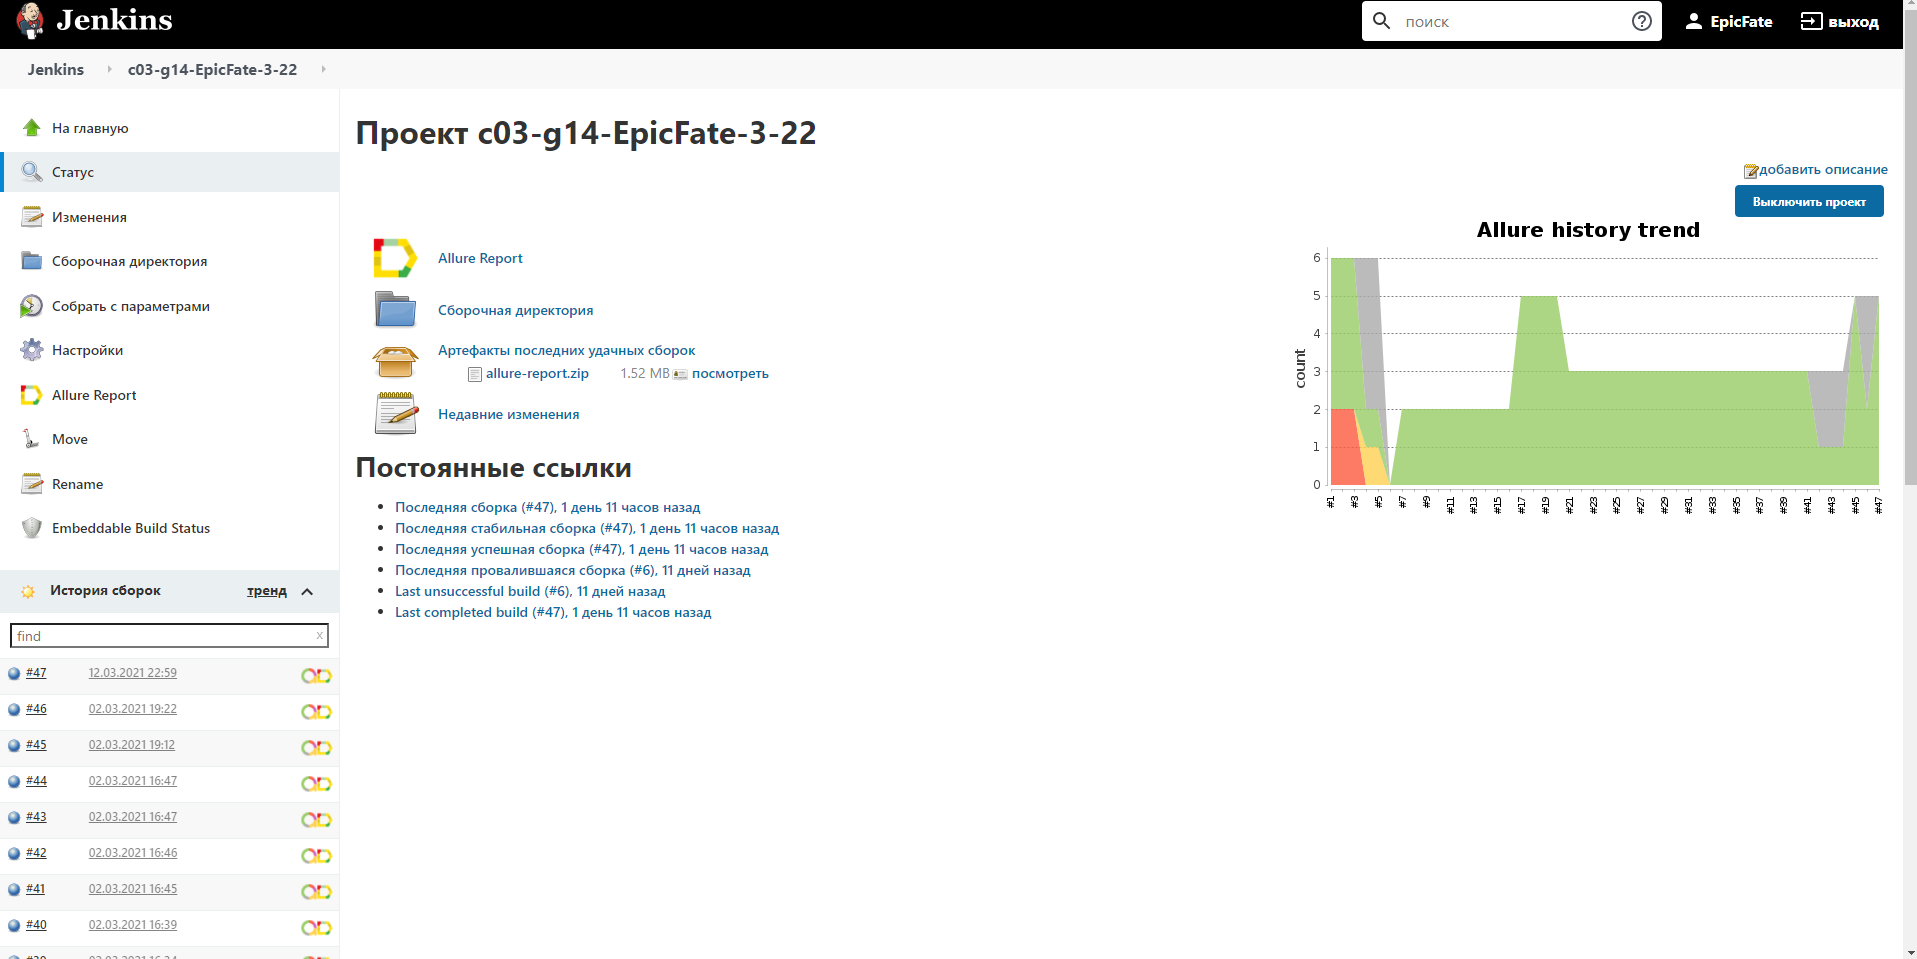 Jenkins
поиск
EpicFate
выход
Jenkins
c03-g14-EpicFate-3-22
На главную
Статус
Изменения
Сборочная директория
Собрать с параметрами
Настройки
Allure Report
Move
Rename
Embeddable Build Status
История сборок
тренд
find
x
#47 12.03.2021 22:59
#46 02.03.2021 19:22
#45 02.03.2021 19:12
#44 02.03.2021 16:47
#43 02.03.2021 16:47
#42 02.03.2021 16:46
#41 02.03.2021 16:45
#40 02.03.2021 16:39
Проект c03-g14-EpicFate-3-22
добавить описание
Выключить проект
Allure Report
Сборочная директория
Артефакты последних удачных сборок
allure-report.zip 1.52 MB посмотреть
Недавние изменения
Постоянные ссылки
Последняя сборка (#47), 1 день 11 часов назад
Последняя стабильная сборка (#47), 1 день 11 часов назад
Последняя успешная сборка (#47), 1 день 11 часов назад
Последняя провалившаяся сборка (#6), 11 дней назад
Last unsuccessful build (#6), 11 дней назад
Last completed build (#47), 1 день 11 часов назад
Allure history trend
count
6
5
4
3
2
1
0
#1 #3 #5 #7 #9 #11 #13 #15 #17 #19 #21 #23 #25 #27 #29 #31 #33 #35 #37 #39 #41 #43 #45 #47